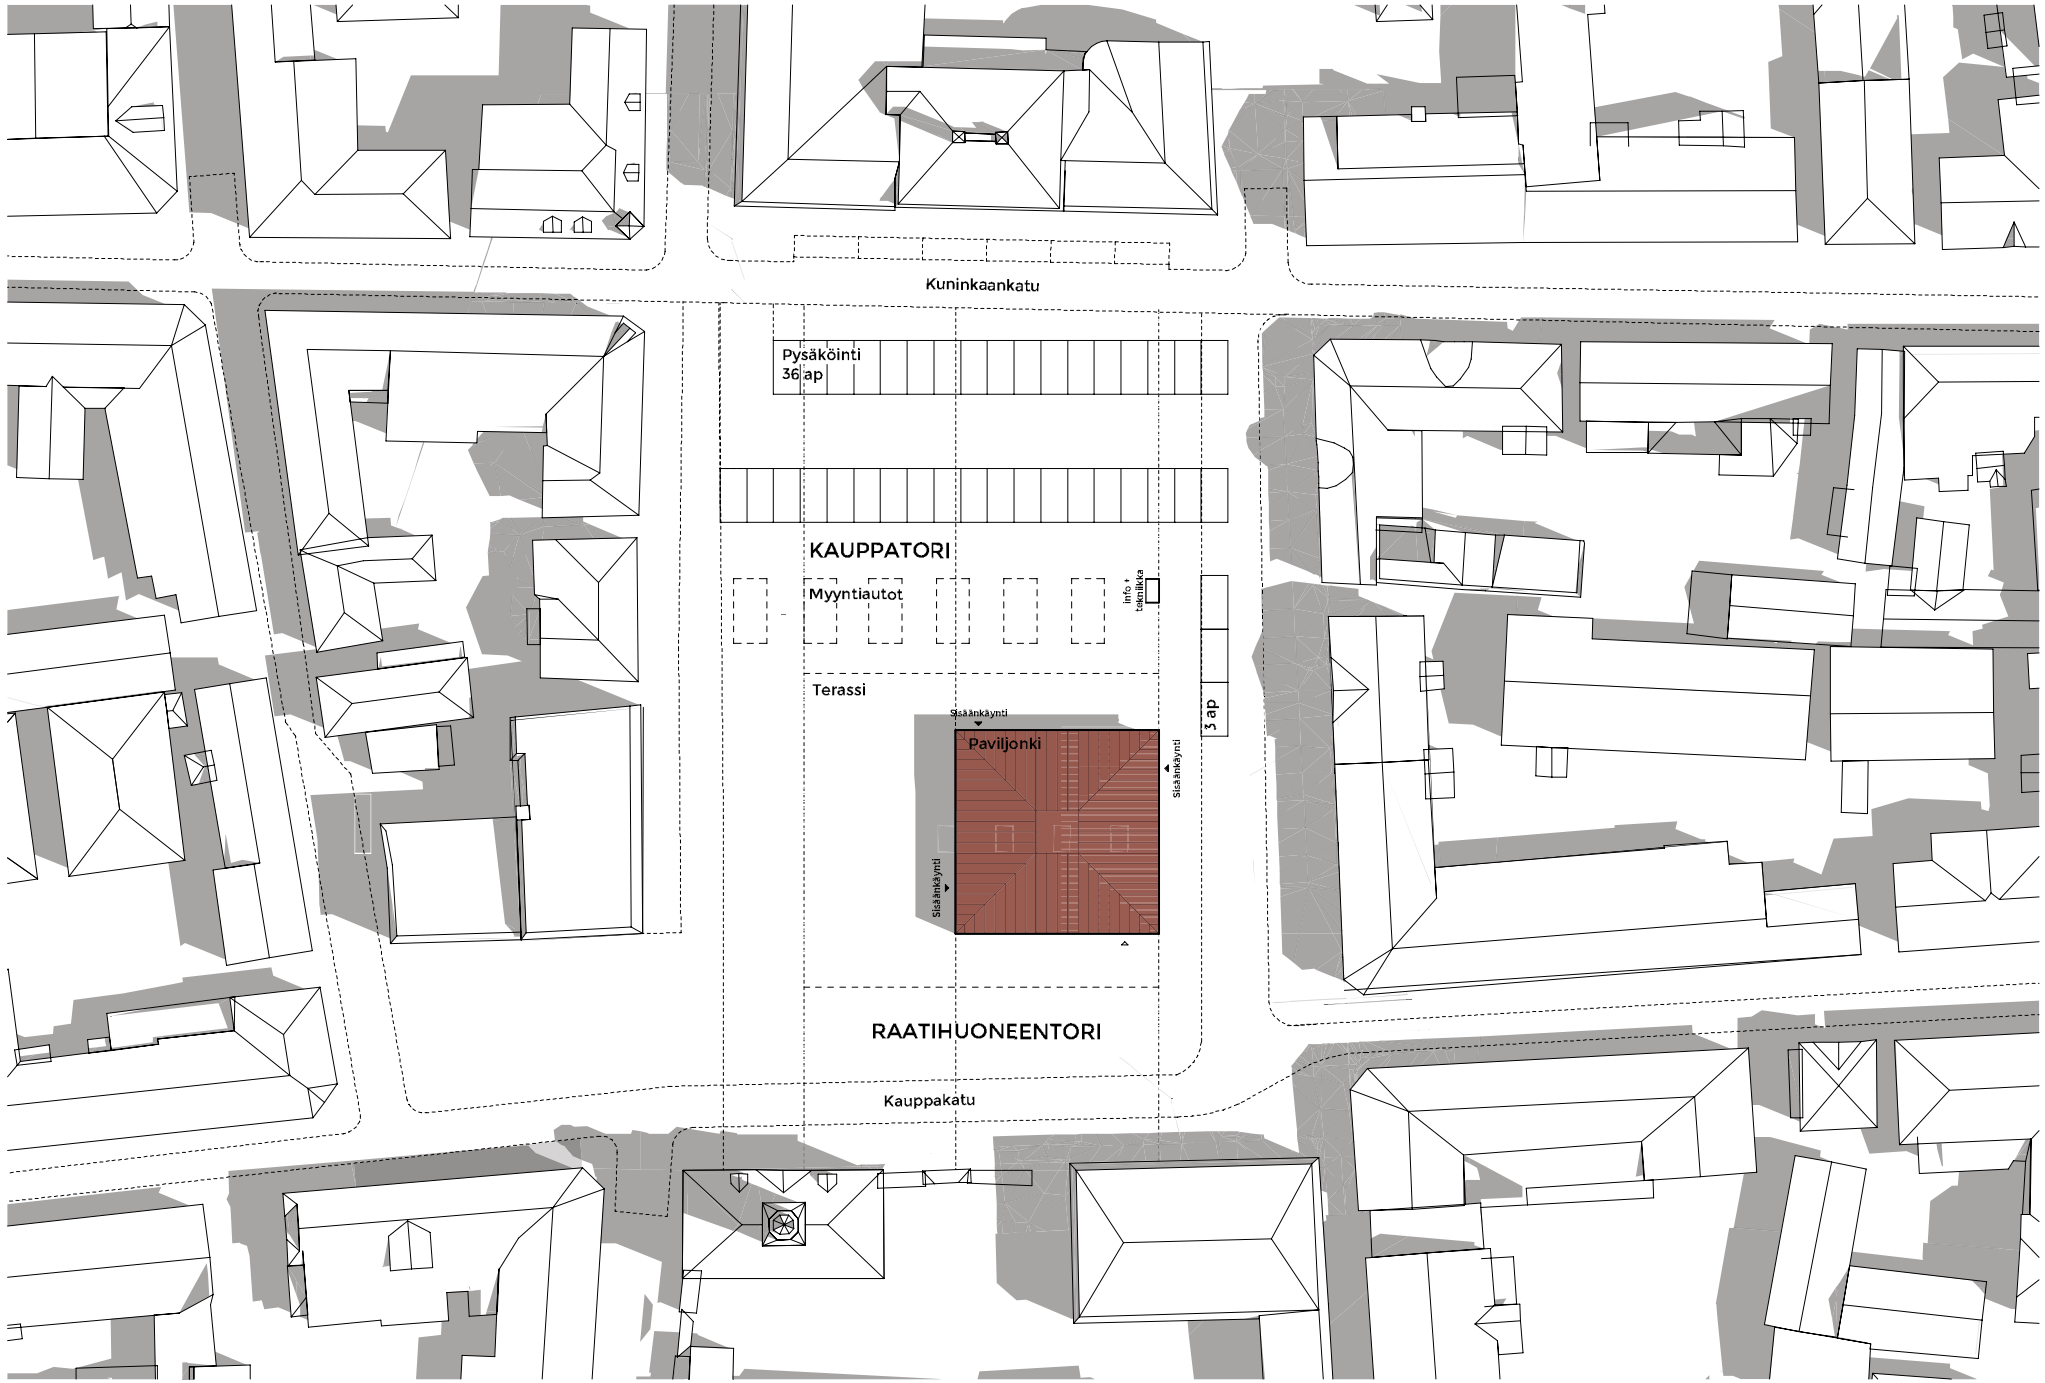 Kuninkaankatu
Pysäköinti
36 ap
KAUPPATORI
Myyntiautot
info +
tekniikka
Terassi
3 ap
Sisäänkäynti
Paviljonki
Sisäänkäynti
Sisäänkäynti
RAATIHUONEENTORI
Kauppakatu